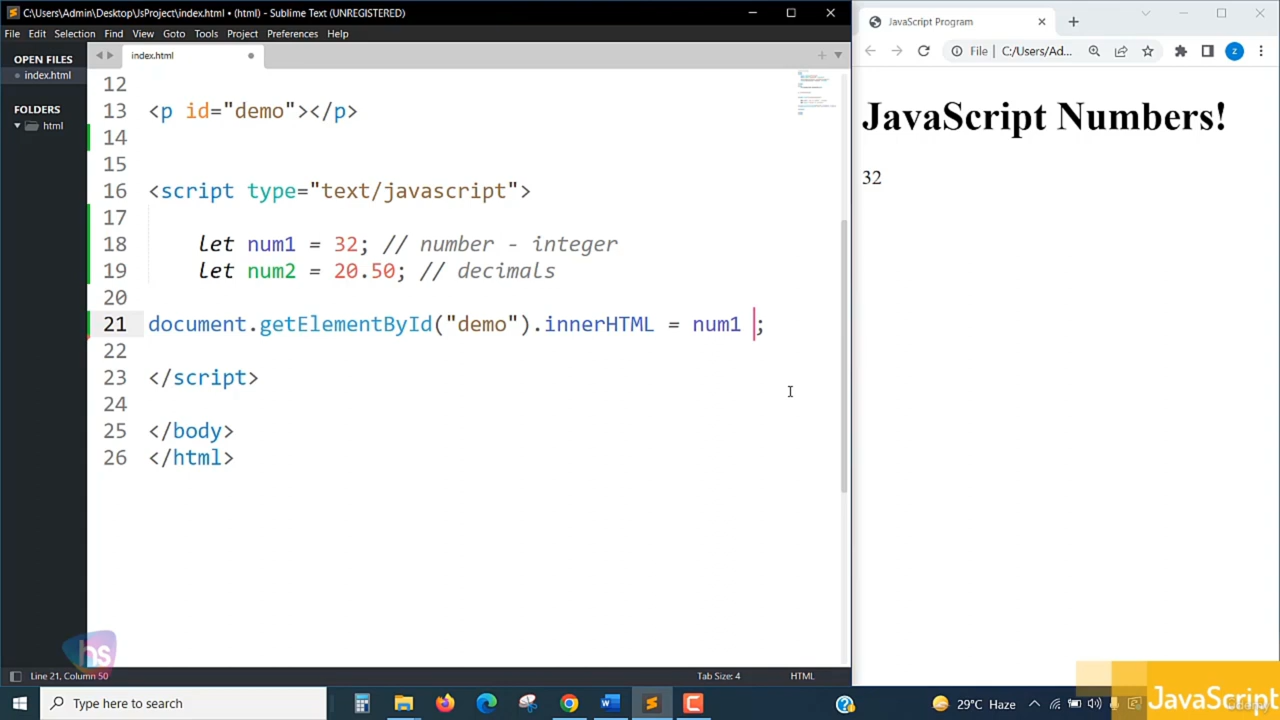 C:\Users\Admin\Desktop\JsProject\index.html • (html) - Sublime Text (UNREGISTERED)
File Edit Selection Find View Goto Tools Project Preferences Help
OPEN FILES
index.html
FOLDERS
html
index.html
12
13 <p id="demo"></p>
14
15
16 <script type="text/javascript">
17
18 let num1 = 32; // number - integer
19 let num2 = 20.50; // decimals
20
21 document.getElementById("demo").innerHTML = num1 ;
22
23 </script>
24
25 </body>
26 </html>
hs
Line 21, Column 50
Tab Size: 4
HTML
JavaScript Program
File | C:/Users/Ad...
z
JavaScript Numbers!
32
Type here to search
29°C Haze
JavaScript
Udemy